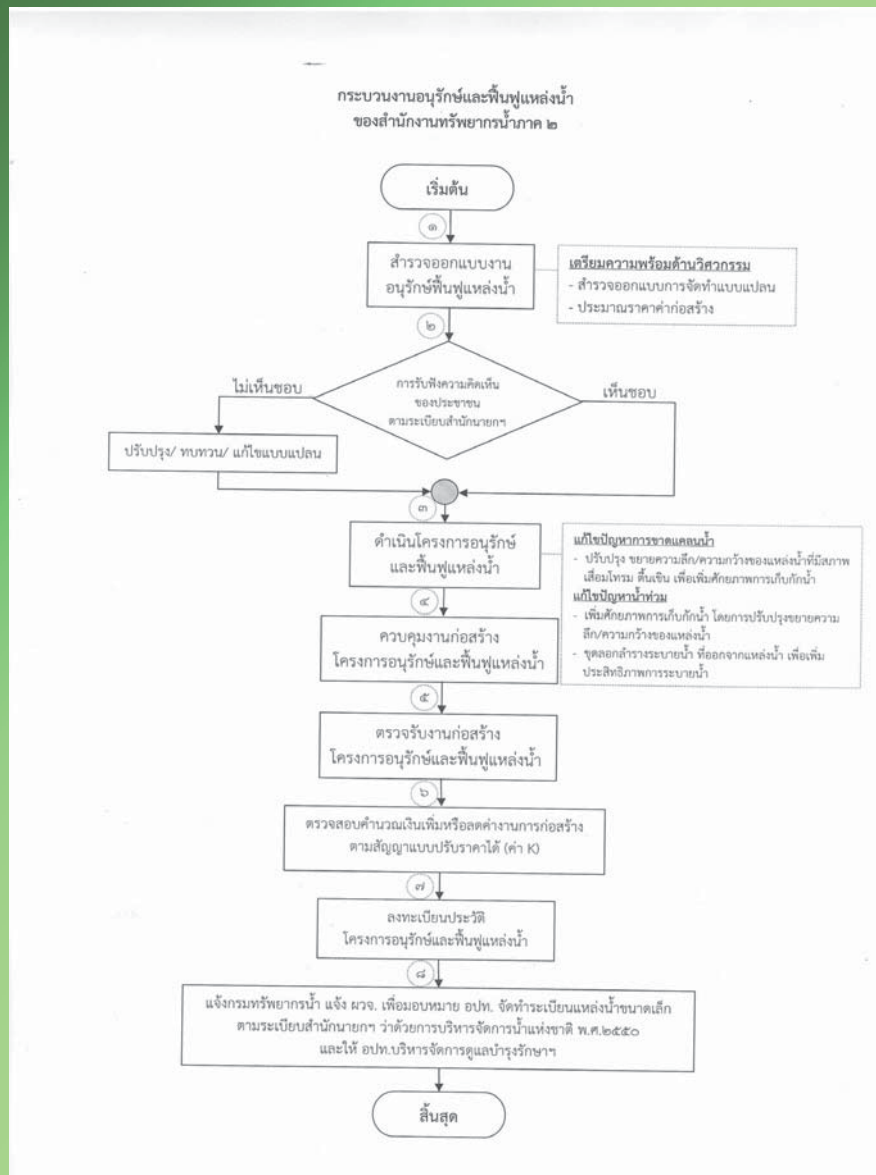 กระบวนงานอนุรักษ์และฟื้นฟูแหล่งน้ำ
ของสำนักงานทรัพยากรน้ำภาค ๒
เริ่มต้น
๑
สำรวจออกแบบงาน
อนุรักษ์ฟื้นฟูแหล่งน้ำ
เตรียมความพร้อมด้านวิศวกรรม
- สำรวจออกแบบการจัดทำแบบแปลน
- ประมาณราคาค่าก่อสร้าง
๒
ไม่เห็นชอบ
การรับฟังความคิดเห็น
ของประชาชน
ตามระเบียบสำนักนายกฯ
เห็นชอบ
ปรับปรุง/ ทบทวน/ แก้ไขแบบแปลน
๓
ดำเนินโครงการอนุรักษ์
และฟื้นฟูแหล่งน้ำ
แก้ไขปัญหาการขาดแคลนน้ำ
- ปรับปรุง ขยายความลึก/ความกว้างของแหล่งน้ำที่มีสภาพ
เสื่อมโทรม ตื้นเขิน เพื่อเพิ่มศักยภาพการเก็บกักน้ำ
แก้ไขปัญหาน้ำท่วม
- เพิ่มศักยภาพการเก็บกักน้ำ โดยการปรับปรุงขยายความ
ลึก/ความกว้างของแหล่งน้ำ
- ขุดลอกลำรางระบายน้ำ ที่ออกจากแหล่งน้ำ เพื่อเพิ่ม
ประสิทธิภาพการระบายน้ำ
๔
ควบคุมงานก่อสร้าง
โครงการอนุรักษ์และฟื้นฟูแหล่งน้ำ
๕
ตรวจรับงานก่อสร้าง
โครงการอนุรักษ์และฟื้นฟูแหล่งน้ำ
๖
ตรวจสอบคำนวณเงินเพิ่มหรือลดค่างานการก่อสร้าง
ตามสัญญาแบบปรับราคาได้ (ค่า K)
๗
ลงทะเบียนประวัติ
โครงการอนุรักษ์และฟื้นฟูแหล่งน้ำ
๘
แจ้งกรมทรัพยากรน้ำ แจ้ง ผวจ. เพื่อมอบหมาย อปท. จัดทำระเบียนแหล่งน้ำขนาดเล็ก
ตามระเบียบสำนักนายกฯ ว่าด้วยการบริหารจัดการน้ำแห่งชาติ พ.ศ.๒๕๕๐
และให้ อปท.บริหารจัดการดูแลบำรุงรักษาฯ
สิ้นสุด